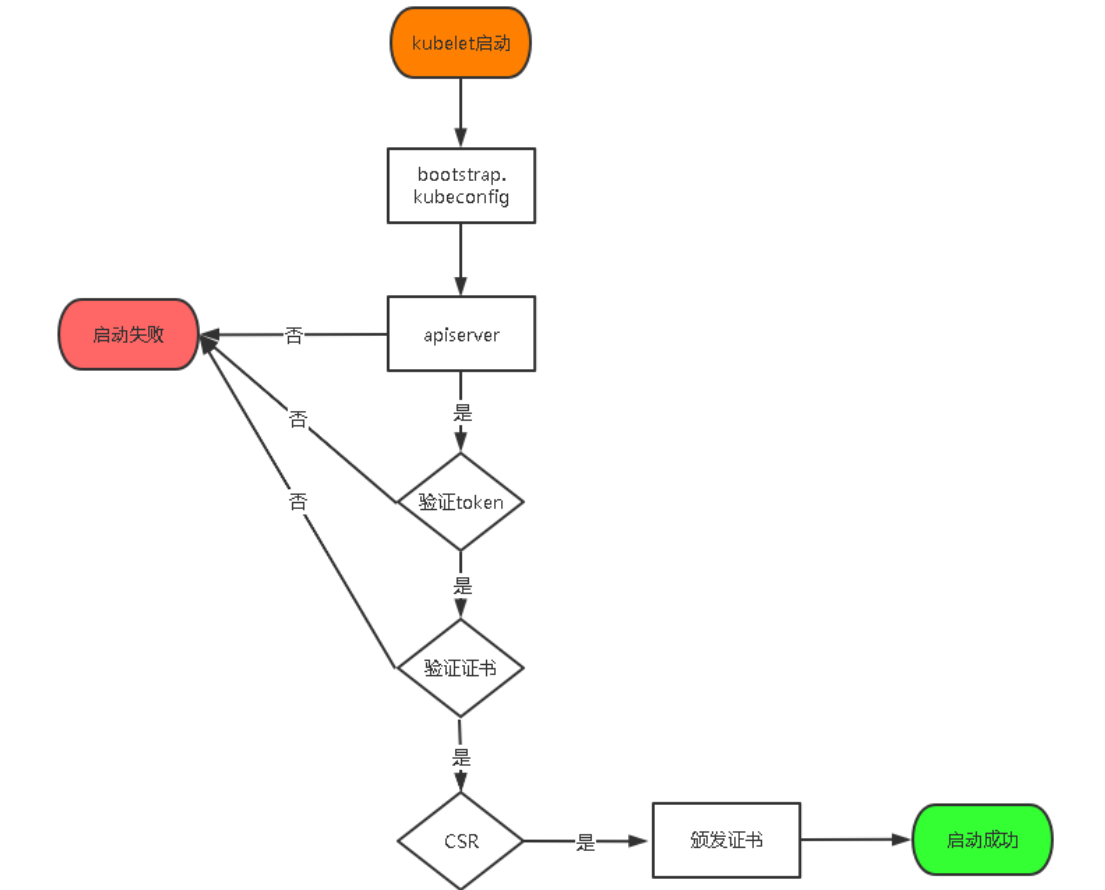 kubelet启动
bootstrap.
kubeconfig
启动失败
否
apiserver
是
否
验证token
否
是
验证证书
是
CSR
是
颁发证书
启动成功